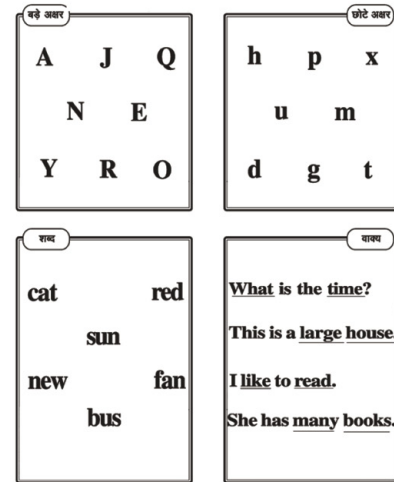 बड़े अक्षर
A J Q
N E
Y R O
छोटे अक्षर
h p x
u m
d g t
शब्द
cat red
sun
new fan
bus
वाक्य
What is the time?
This is a large house.
I like to read.
She has many books.